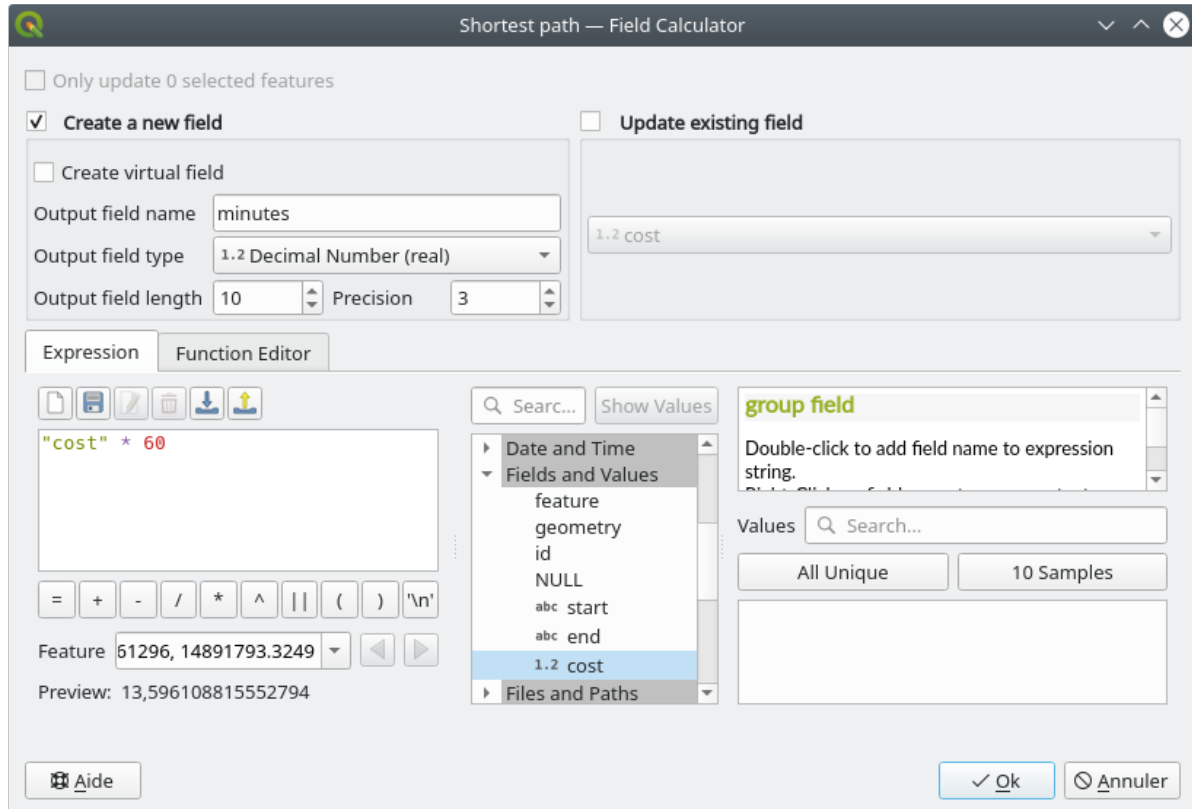 Shortest path — Field Calculator
Only update 0 selected features
Create a new field
Update existing field
Create virtual field
Output field name minutes
1.2 cost
Output field type 1.2 Decimal Number (real)
Output field length 10 Precision 3
Expression Function Editor
Searc... Show Values
group field
"cost" * 60
Date and Time
Double-click to add field name to expression
string.
Fields and Values
feature
geometry
id
NULL
abc start
abc end
1.2 cost
Files and Paths
Values Search...
All Unique 10 Samples
= + - / * ^ || ( ) '\n'
Feature 61296, 14891793.3249
Preview: 13,596108815552794
Aide
Ok
Annuler